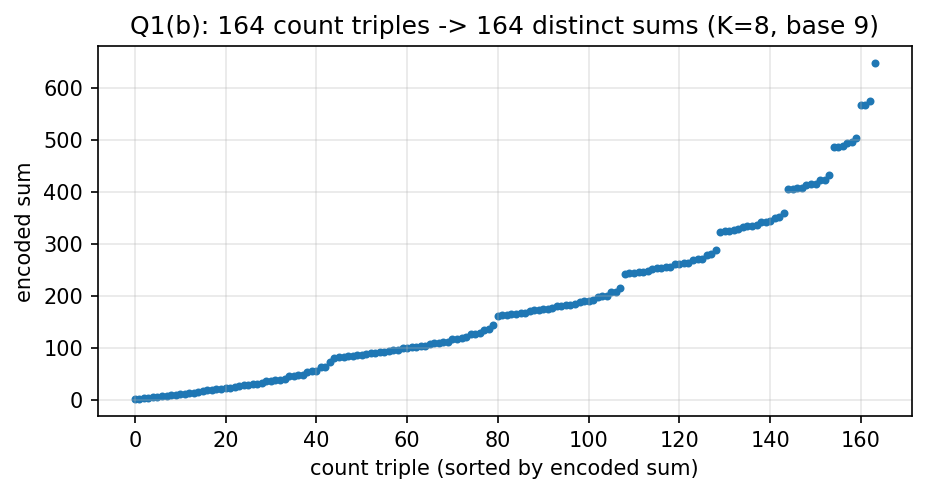 Q1(b): 164 count triples -> 164 distinct sums (K=8, base 9)
encoded sum
600
500
400
300
200
100
0
0 20 40 60 80 100 120 140 160
count triple (sorted by encoded sum)